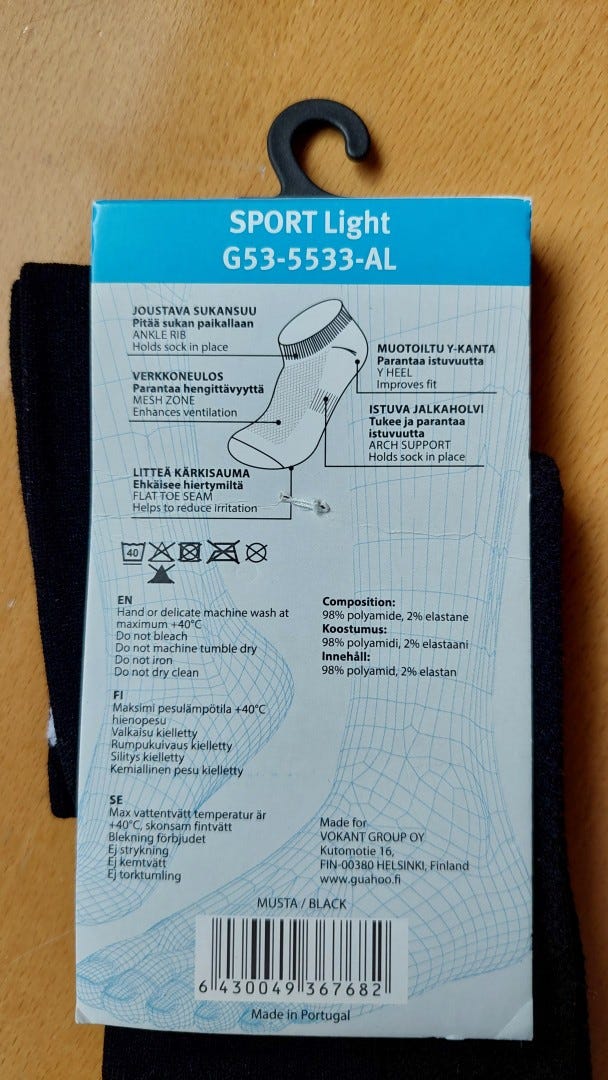 SPORT Light
G53-5533-AL
JOUSTAVA SUKANSUU
Pitää sukan paikallaan
ANKLE RIB
Holds sock in place
VERKKONEULOS
Parantaa hengittävyyttä
MESH ZONE
Enhances ventilation
LITTEÄ KÄRKISAUMA
Ehkäisee hiertymiltä
FLAT TOE SEAM
Helps to reduce irritation
MUOTOILTU Y-KANTA
Parantaa istuvuutta
Y HEEL
Improves fit
ISTUVA JALKAHOLVI
Tukee ja parantaa
istuvuutta
ARCH SUPPORT
Holds sock in place
40
EN
Hand or delicate machine wash at
maximum +40°C
Do not bleach
Do not machine tumble dry
Do not iron
Do not dry clean
FI
Maksimi pesulämpötila +40°C
hienopesu
Valkaisu kielletty
Rumpukuivaus kielletty
Silitys kielletty
Kemiallinen pesu kielletty
SE
Max vattentvätt temperatur är
+40°C, skonsam fintvätt
Blekning förbjudet
Ej strykning
Ej kemtvätt
Ej torktumling
Composition:
98% polyamide, 2% elastane
Koostumus:
98% polyamidi, 2% elastaani
Innehåll:
98% polyamid, 2% elastan
Made for
VOKANT GROUP OY
Kutomotie 16,
FIN-00380 HELSINKI, Finland
www.guahoo.fi
MUSTA / BLACK
6 430049 367682
Made in Portugal